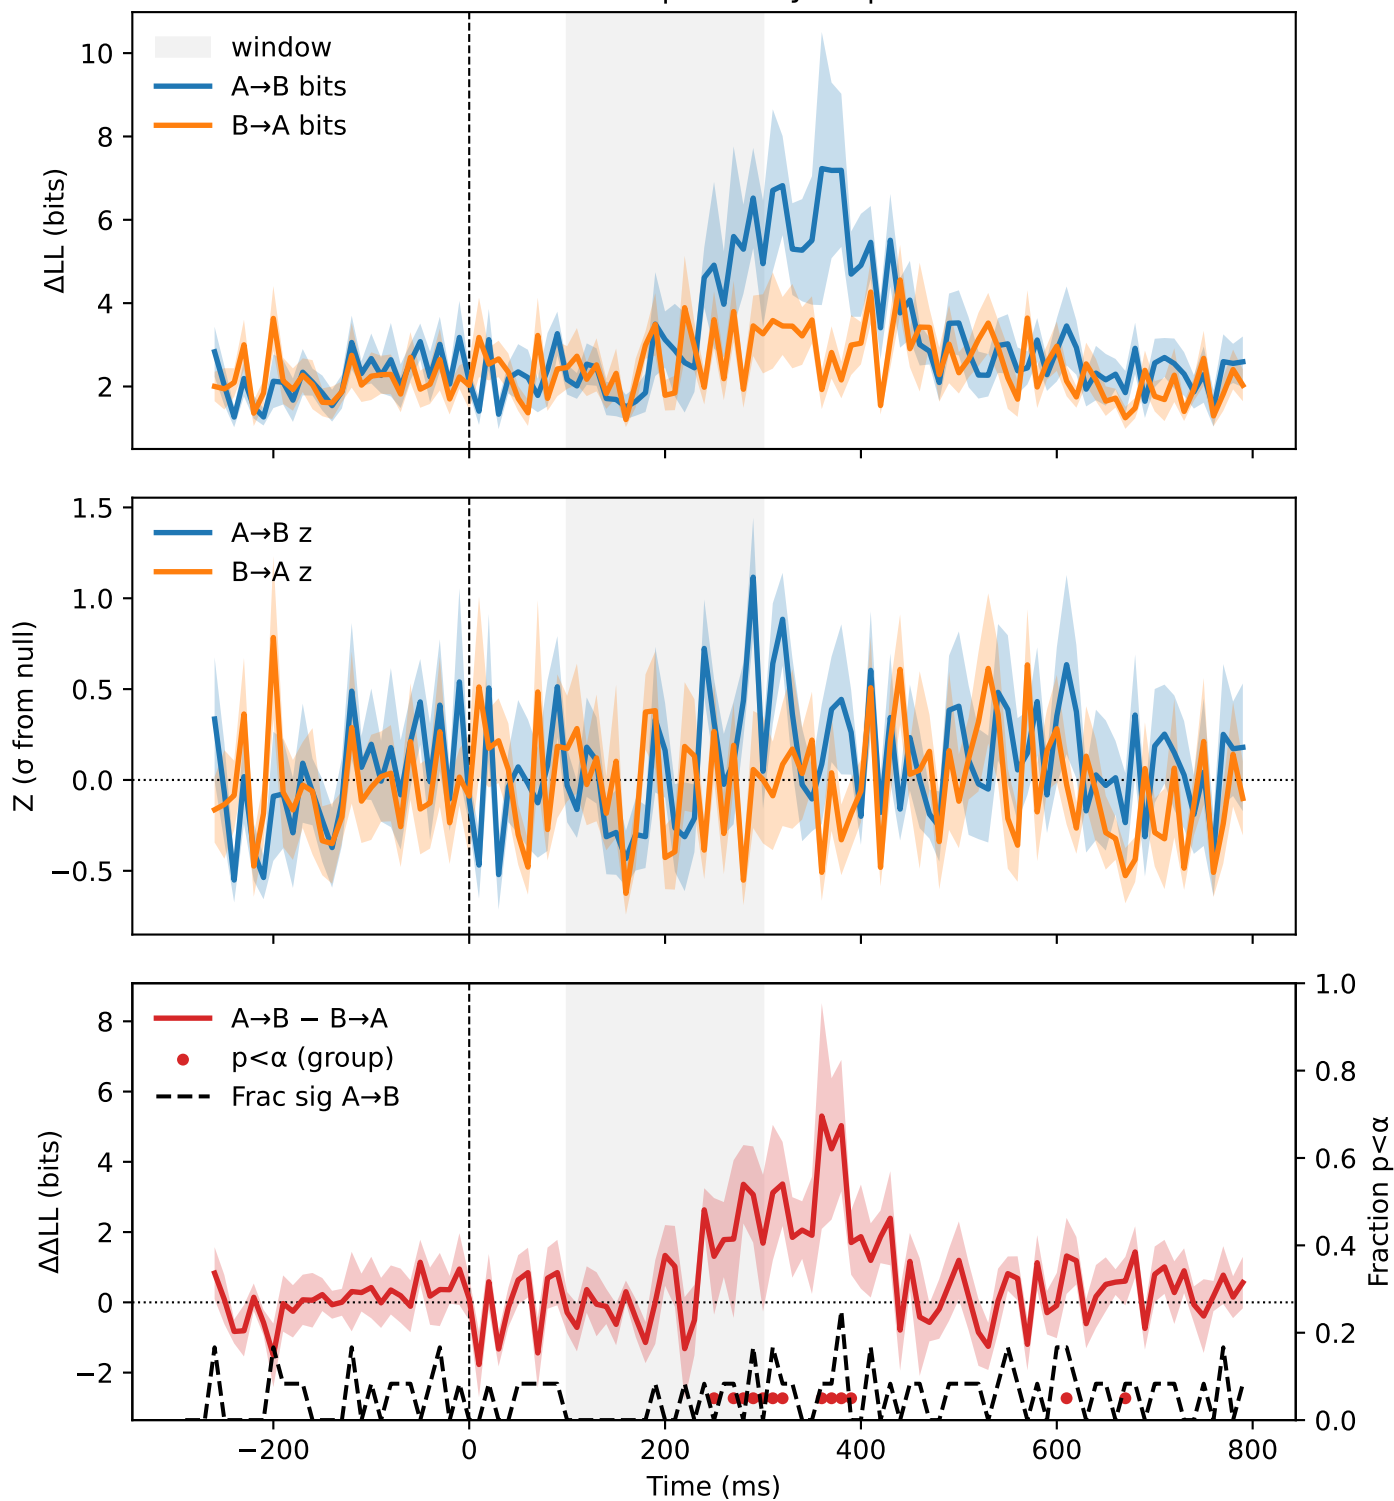 10
8
6
4
2
ΔLL (bits)
window
A→B bits
B→A bits
1.5
1.0
0.5
0.0
−0.5
Z (σ from null)
A→B z
B→A z
8
6
4
2
0
−2
ΔΔLL (bits)
A→B − B→A
p<α (group)
Frac sig A→B
1.0
0.8
0.6
0.4
0.2
0.0
Fraction p<α
−200
0
200
400
600
800
Time (ms)